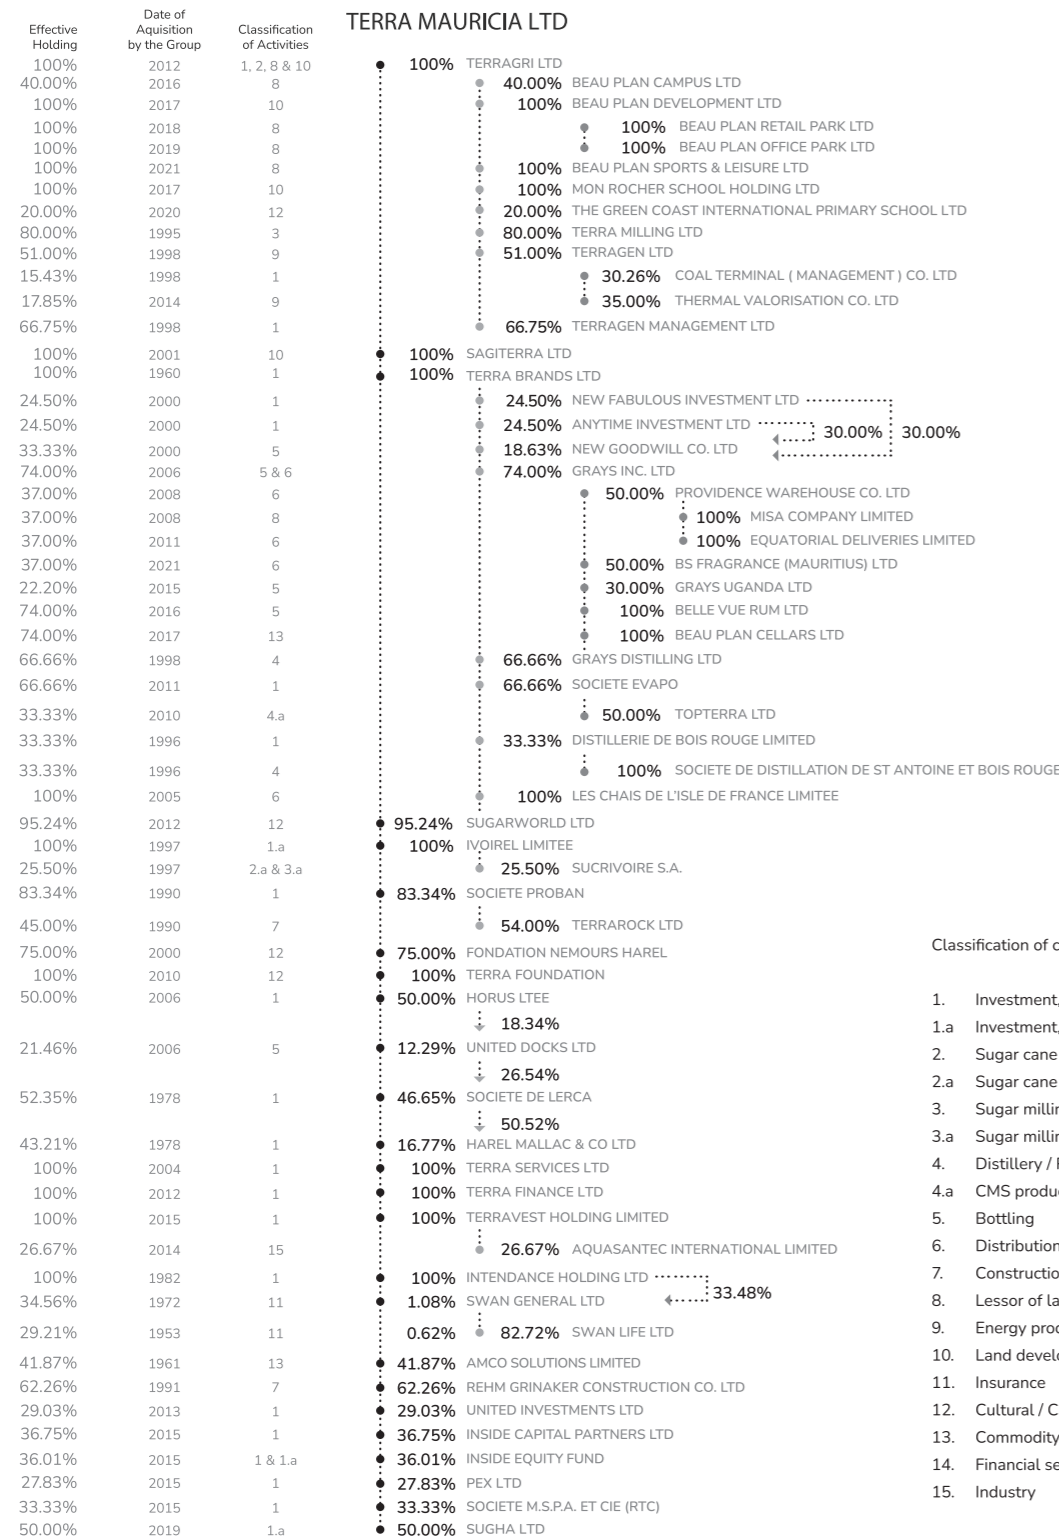 TERRA MAURICIA LTD
Effective Holding
Date of Aquisition by the Group
Classification of Activities
100% 2012 1, 2, 8 & 10 100% TERRAGRI LTD
40.00% 2016 8 40.00% BEAU PLAN CAMPUS LTD
100% 2017 10 100% BEAU PLAN DEVELOPMENT LTD
100% 2018 8 100% BEAU PLAN RETAIL PARK LTD
100% 2019 8 100% BEAU PLAN OFFICE PARK LTD
100% 2021 8 100% BEAU PLAN SPORTS & LEISURE LTD
100% 2017 10 100% MON ROCHER SCHOOL HOLDING LTD
20.00% 2020 12 20.00% THE GREEN COAST INTERNATIONAL PRIMARY SCHOOL LTD
80.00% 1995 3 80.00% TERRA MILLING LTD
51.00% 1998 9 51.00% TERRAGEN LTD
15.43% 1998 1 30.26% COAL TERMINAL ( MANAGEMENT ) CO. LTD
17.85% 2014 9 35.00% THERMAL VALORISATION CO. LTD
66.75% 1998 1 66.75% TERRAGEN MANAGEMENT LTD
100% 2001 10 100% SAGITERRA LTD
100% 1960 1 100% TERRA BRANDS LTD
24.50% 2000 1 24.50% NEW FABULOUS INVESTMENT LTD
24.50% 2000 1 24.50% ANYTIME INVESTMENT LTD 30.00% 30.00%
33.33% 2000 5 18.63% NEW GOODWILL CO. LTD
74.00% 2006 5 & 6 74.00% GRAYS INC. LTD
37.00% 2008 6 50.00% PROVIDENCE WAREHOUSE CO. LTD
37.00% 2008 8 100% MISA COMPANY LIMITED
37.00% 2011 6 100% EQUATORIAL DELIVERIES LIMITED
37.00% 2021 6 50.00% BS FRAGRANCE (MAURITIUS) LTD
22.20% 2015 5 30.00% GRAYS UGANDA LTD
74.00% 2016 5 100% BELLE VUE RUM LTD
74.00% 2017 13 100% BEAU PLAN CELLARS LTD
66.66% 1998 4 66.66% GRAYS DISTILLING LTD
66.66% 2011 1 66.66% SOCIETE EVAPO
33.33% 2010 4.a 50.00% TOPTERRA LTD
33.33% 1996 1 33.33% DISTILLERIE DE BOIS ROUGE LIMITED
33.33% 1996 4 100% SOCIETE DE DISTILLATION DE ST ANTOINE ET BOIS ROUGE
100% 2005 6 100% LES CHAIS DE L'ISLE DE FRANCE LIMITEE
95.24% 2012 12 95.24% SUGARWORLD LTD
100% 1997 1.a 100% IVOIREL LIMITEE
25.50% 1997 2.a & 3.a 25.50% SUCRIVOIRE S.A.
83.34% 1990 1 83.34% SOCIETE PROBAN
45.00% 1990 7 54.00% TERRAROCK LTD
75.00% 2000 12 75.00% FONDATION NEMOURS HAREL
100% 2010 12 100% TERRA FOUNDATION
50.00% 2006 1 50.00% HORUS LTEE
18.34%
21.46% 2006 5 12.29% UNITED DOCKS LTD
26.54%
52.35% 1978 1 46.65% SOCIETE DE LERCA
50.52%
43.21% 1978 1 16.77% HAREL MALLAC & CO LTD
100% 2004 1 100% TERRA SERVICES LTD
100% 2012 1 100% TERRA FINANCE LTD
100% 2015 1 100% TERRAVEST HOLDING LIMITED
26.67% 2014 15 26.67% AQUASANTEC INTERNATIONAL LIMITED
100% 1982 1 100% INTENDANCE HOLDING LTD 33.48%
34.56% 1972 11 1.08% SWAN GENERAL LTD
29.21% 1953 11 0.62% 82.72% SWAN LIFE LTD
41.87% 1961 13 41.87% AMCO SOLUTIONS LIMITED
62.26% 1991 7 62.26% REHM GRINAKER CONSTRUCTION CO. LTD
29.03% 2013 1 29.03% UNITED INVESTMENTS LTD
36.75% 2015 1 36.75% INSIDE CAPITAL PARTNERS LTD
36.01% 2015 1 & 1.a 36.01% INSIDE EQUITY FUND
27.83% 2015 1 27.83% PEX LTD
33.33% 2015 1 33.33% SOCIETE M.S.P.A. ET CIE (RTC)
50.00% 2019 1.a 50.00% SUGHA LTD
Classification of
1. Investment,
1.a Investment,
2. Sugar cane
2.a Sugar cane
3. Sugar
3.a Sugar
4. Distillery /
4.a CMS
5. Bottling
6. Distribution
7.
8. Lessor of
9. Energy
10. Land
11. Insurance
12. Cultural /
13. Commodity
14. Financial
15. Industry